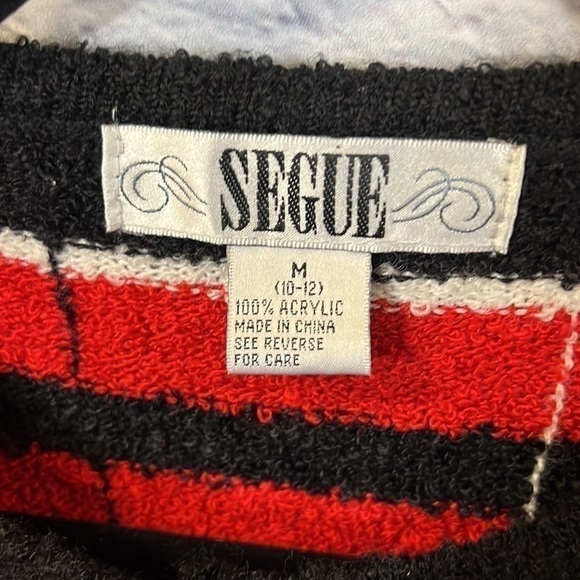 SEGUE
M
(10-12)
100% ACRYLIC
MADE IN CHINA
SEE REVERSE
FOR CARE